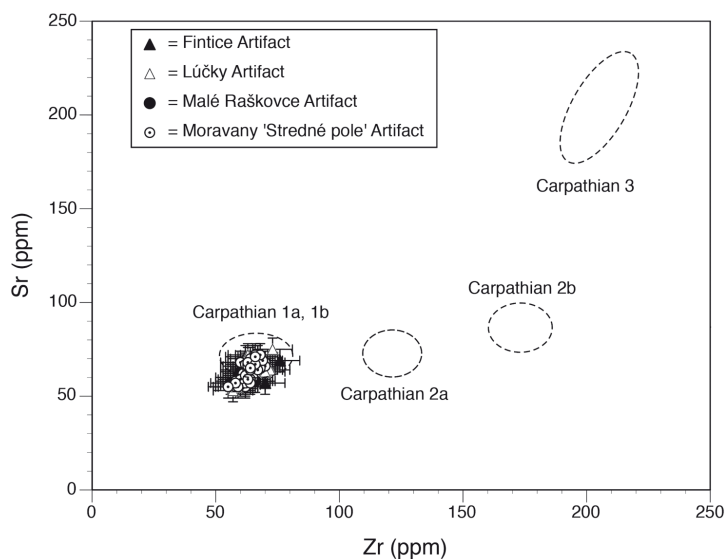 250
▲ = Fintice Artifact
△ = Lúčky Artifact
● = Malé Raškovce Artifact
⊙ = Moravany 'Stredné pole' Artifact
200
Carpathian 3
150
Sr (ppm)
Carpathian 2b
100
Carpathian 1a, 1b
Carpathian 2a
50
0
0 50 100 150 200 250
Zr (ppm)